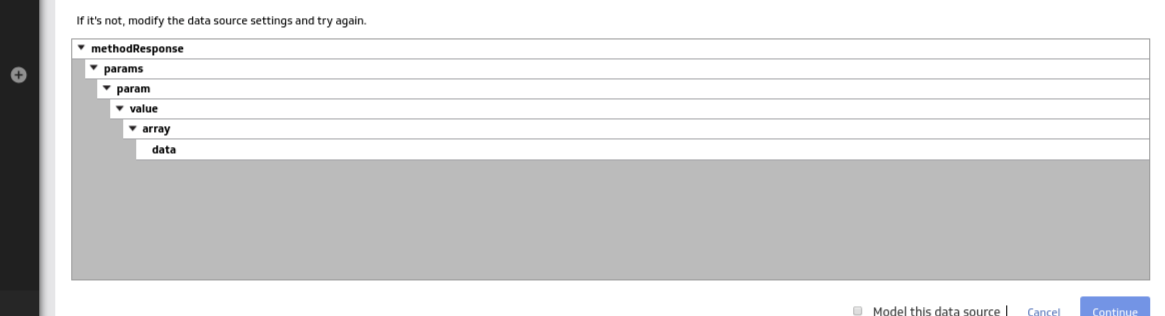 If it's not, modify the data source settings and try again.
methodResponse
params
param
value
array
data
Model this data source | Cancel Continue